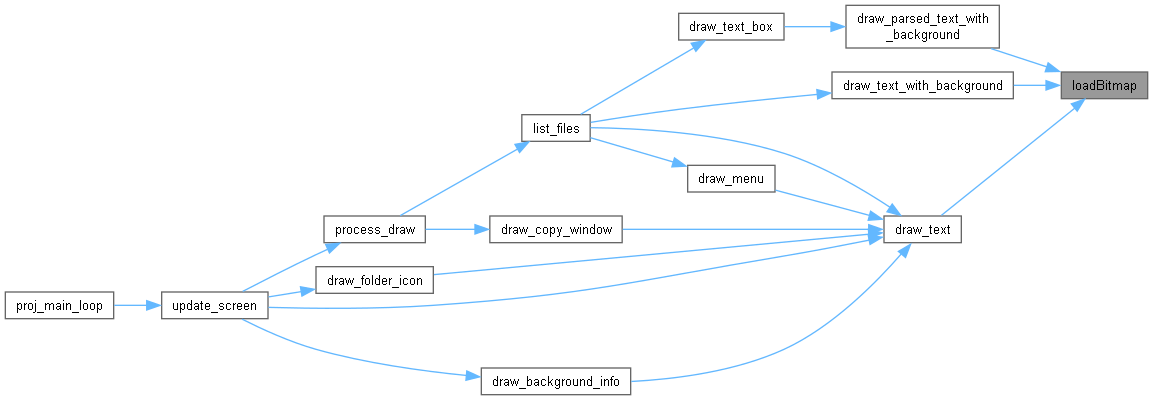 draw_text_box
draw_parsed_text_with
_background
loadBitmap
draw_text_with_background
list_files
draw_menu
process_draw
draw_copy_window
draw_text
draw_folder_icon
proj_main_loop
update_screen
draw_background_info